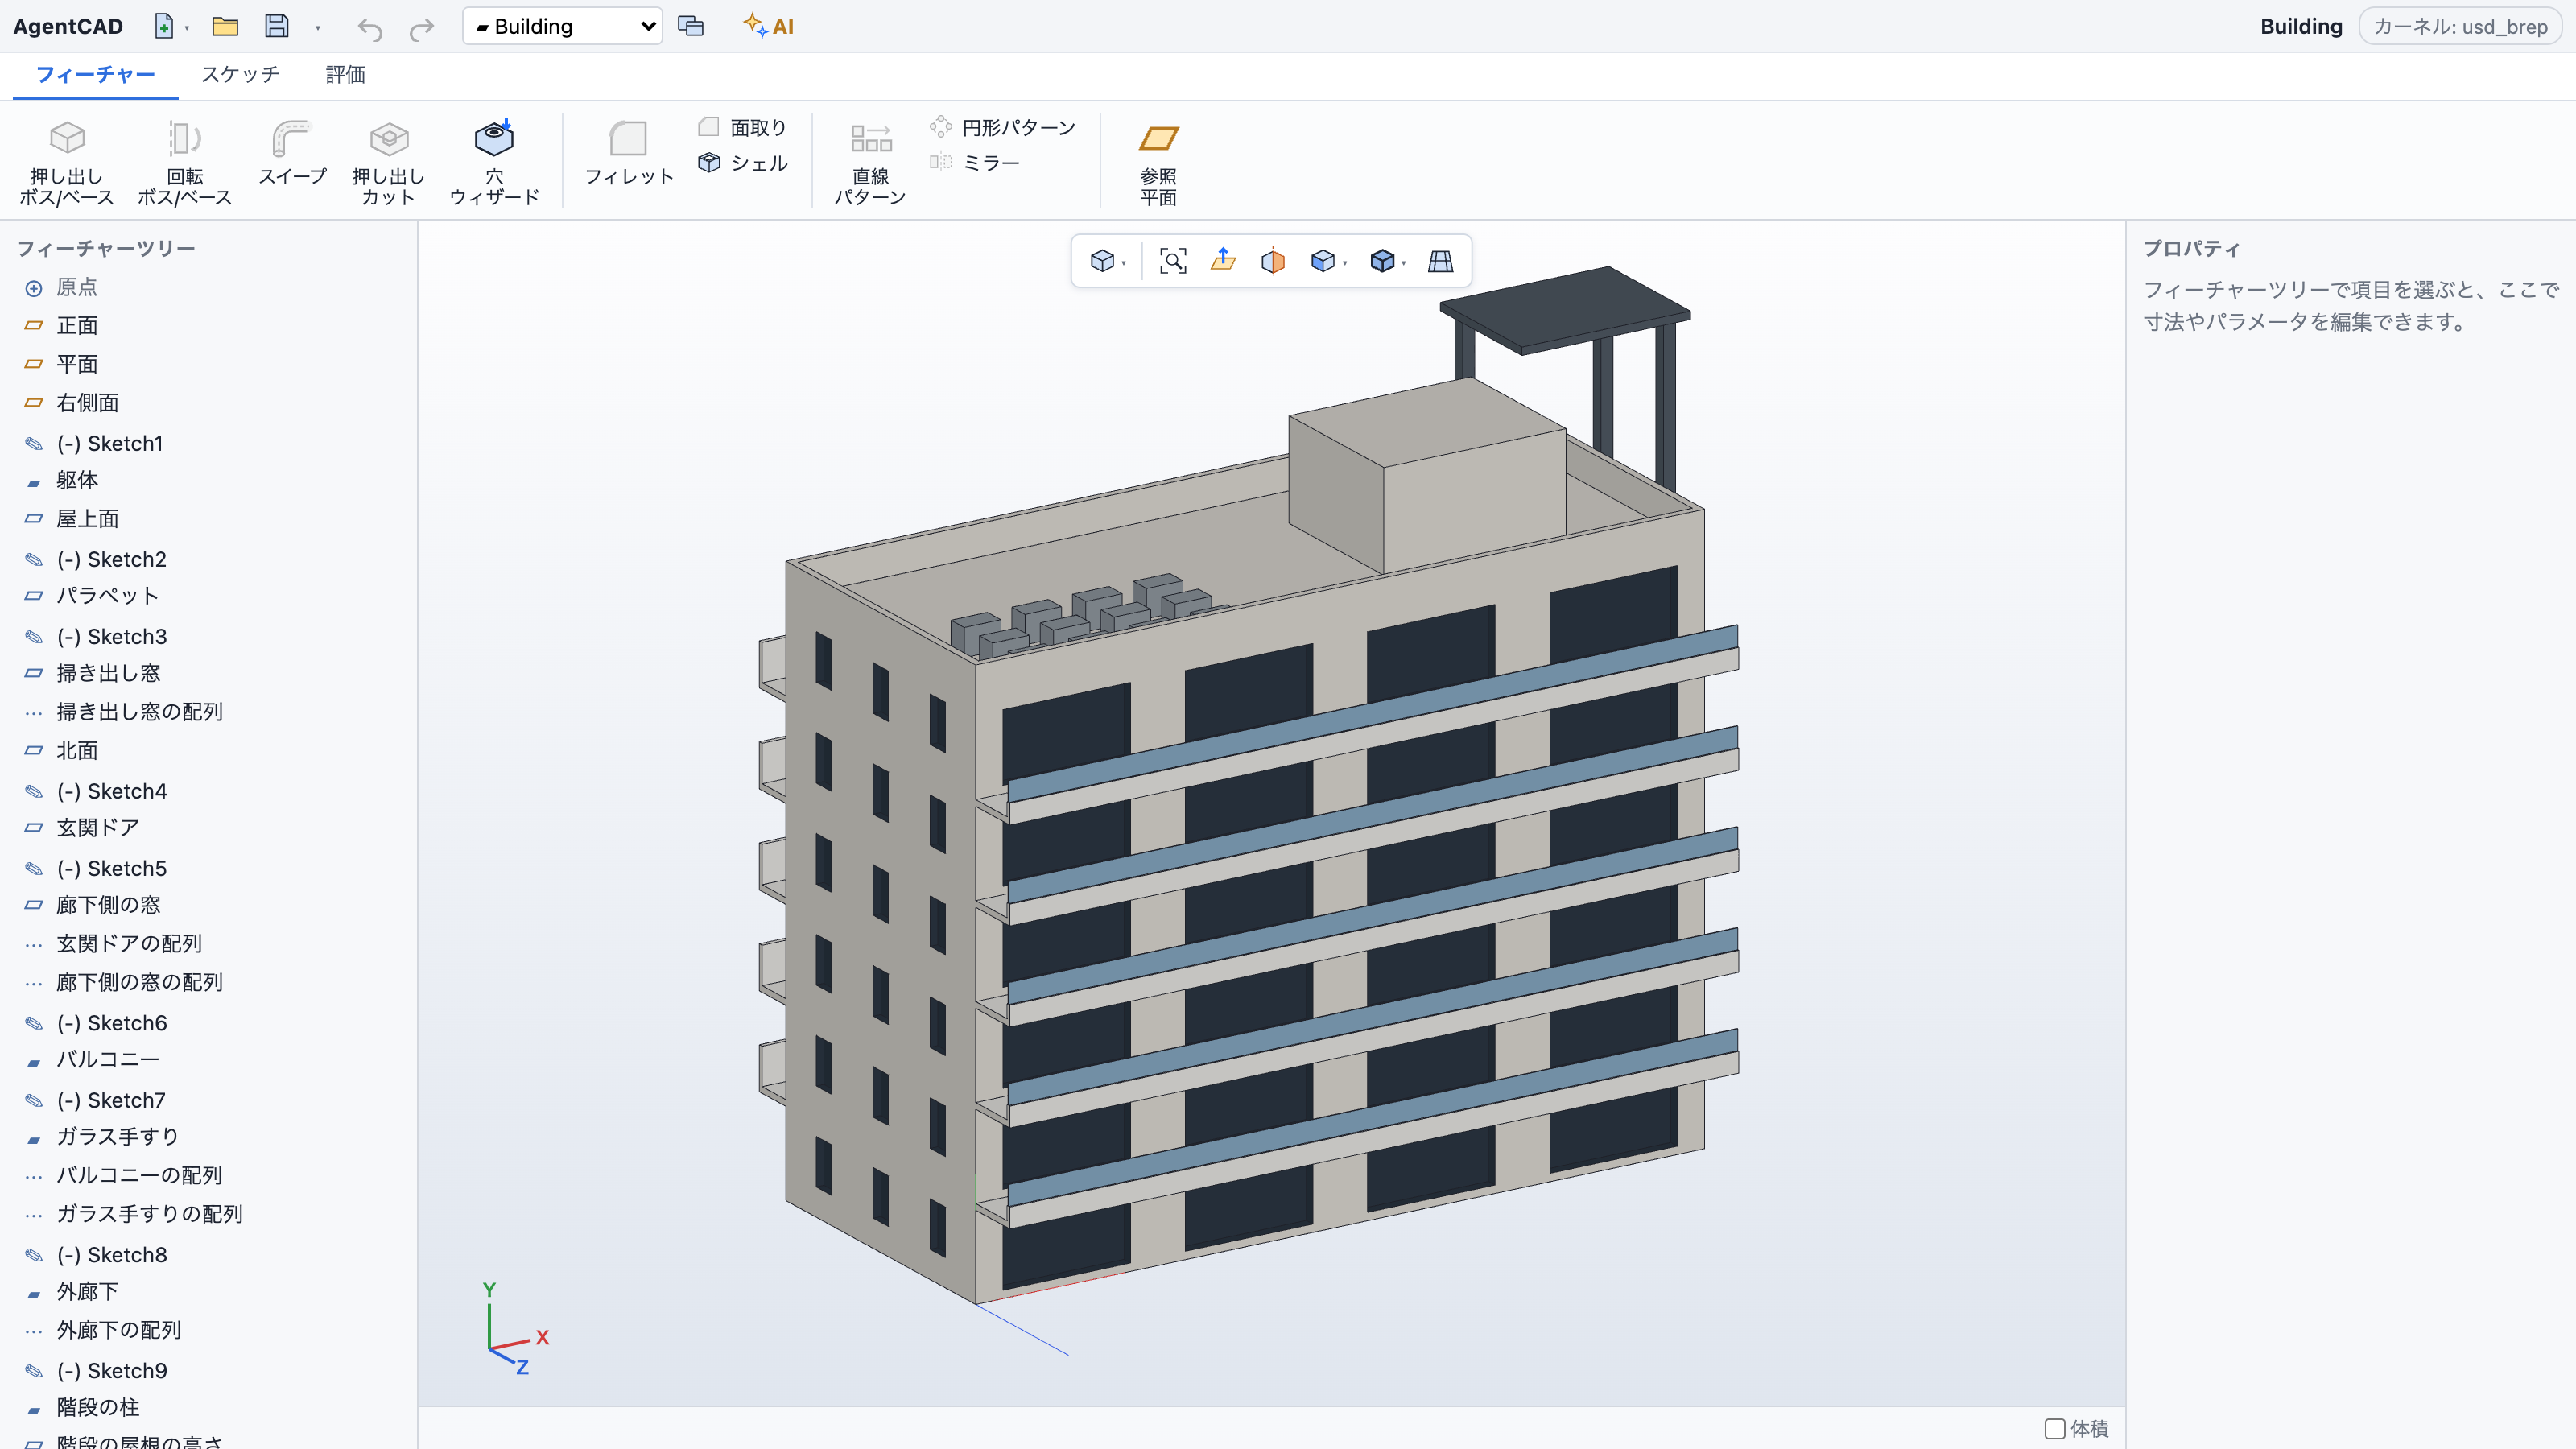 AgentCAD
Building
AI
Building
カーネル: usd_brep
フィーチャー
スケッチ
評価
押し出し
ボス/ベース
回転
ボス/ベース
スイープ
押し出し
カット
穴
ウィザード
フィレット
面取り
シェル
直線
パターン
円形パターン
ミラー
参照
平面
フィーチャーツリー
原点
正面
平面
右側面
(-) Sketch1
躯体
屋上面
(-) Sketch2
パラペット
(-) Sketch3
掃き出し窓
掃き出し窓の配列
北面
(-) Sketch4
玄関ドア
(-) Sketch5
廊下側の窓
玄関ドアの配列
廊下側の窓の配列
(-) Sketch6
バルコニー
(-) Sketch7
ガラス手すり
バルコニーの配列
ガラス手すりの配列
(-) Sketch8
外廊下
外廊下の配列
(-) Sketch9
階段の柱
階段の屋根の高さ
Y
X
Z
体積
プロパティ
フィーチャーツリーで項目を選ぶと、ここで
寸法やパラメータを編集できます。